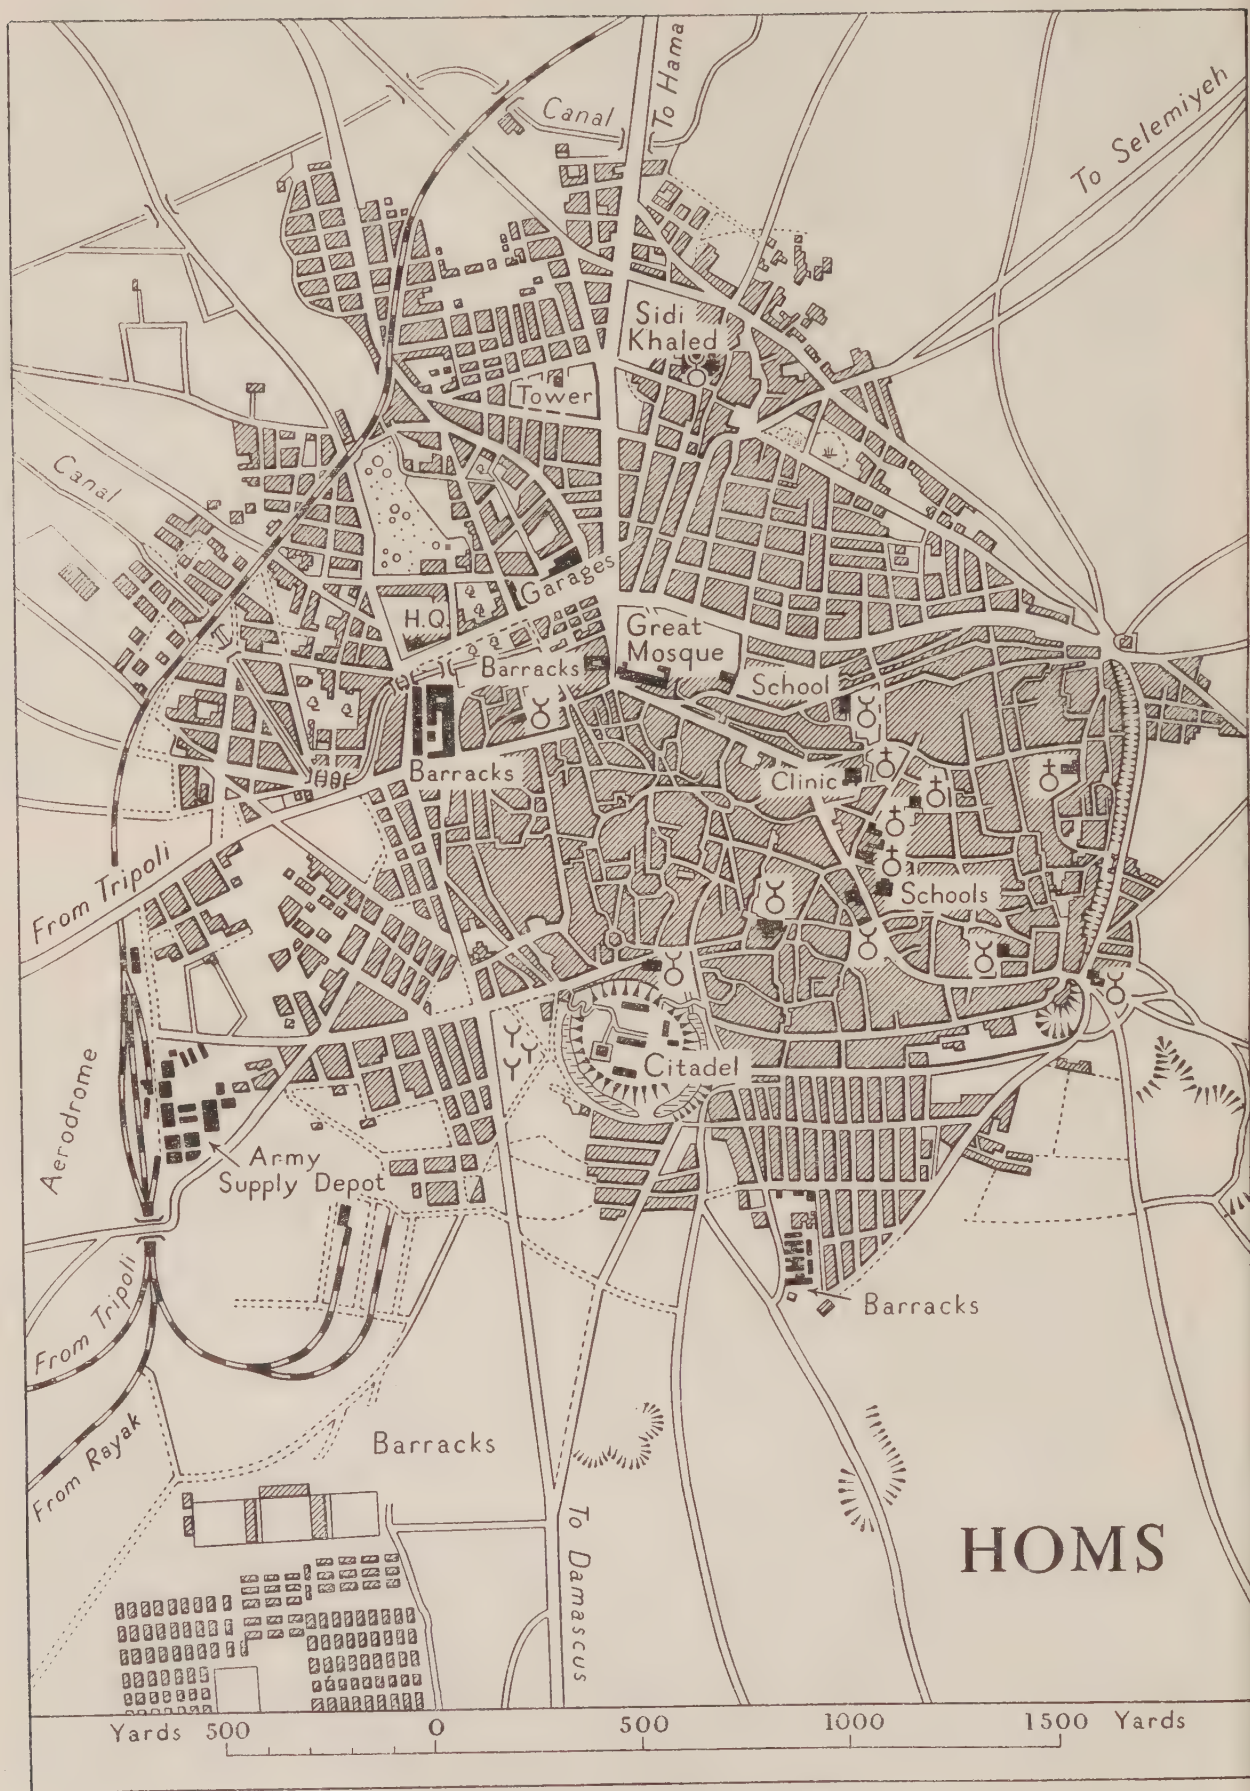 Canal
To Hama
To Selemiyeh
Sidi
Khaled
Tower
Canal
Garages
H.Q.
Great
Mosque
Barracks
School
Barracks
Clinic
From Tripoli
Schools
Aerodrome
Citadel
Army
Supply Depot
From Tripoli
Barracks
From Rayak
Barracks
To Damascus
HOMS
Yards 500 0 500 1000 1500 Yards